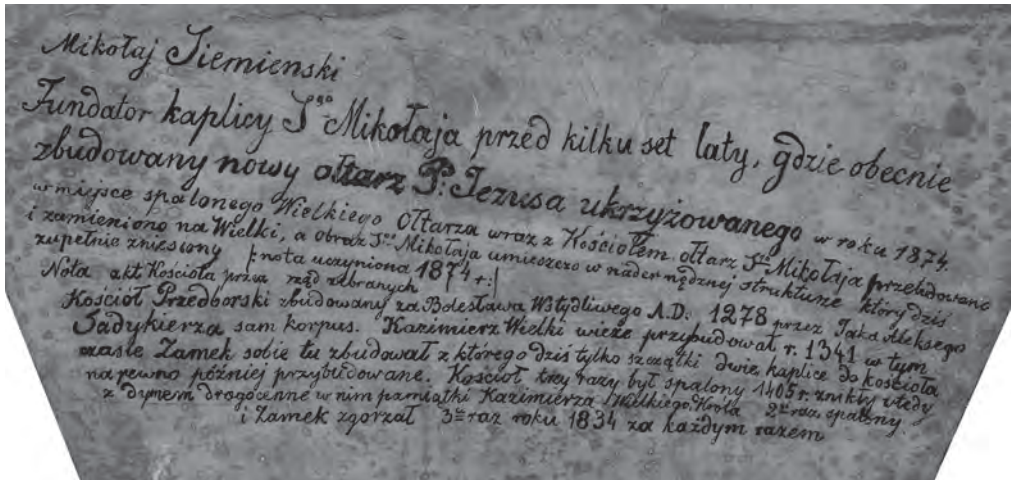 Mikołaj Siemienski
Fundator kaplicy Sgo Mikołaja przed kilku set laty, gdzie obecnie
zbudowany nowy ołtarz P: Jezusa ukrzyżowanego w roku 1874.
w miejsce spalonego Wielkiego Ołtarza wraz z Kościołem ołtarz Sgo Mikołaja przebudowano
i zamieniono na Wielki, a obraz Sgo Mikołaja umieszczo w nader nędznej strukturze który dziś
zupełnie zniesiony |: nota uczyniona 1874 r:|
Nota akt Kościoła przez rząd zebranych
Kościół Przedborski zbudowany za Bolesława Wstydliwego A.D. 1278 przez Jaka Aleksego
Sadykierza sam korpus. Kazimierz Wielki wieże przybudował r. 1341 w tym
czasie Zamek sobie tu zbudował z którego dziś tylko szczątki dwie kaplice do kościoła
na pewno później przybudowane. Kościół trzy razy był spalony 1405 r. znikły wtedy
z dymem drogocenne w nim pamiątki Kazimierza Wielkiego Króla 2gi raz spalony
i Zamek zgorzał 3ci raz roku 1834 za każdym razem